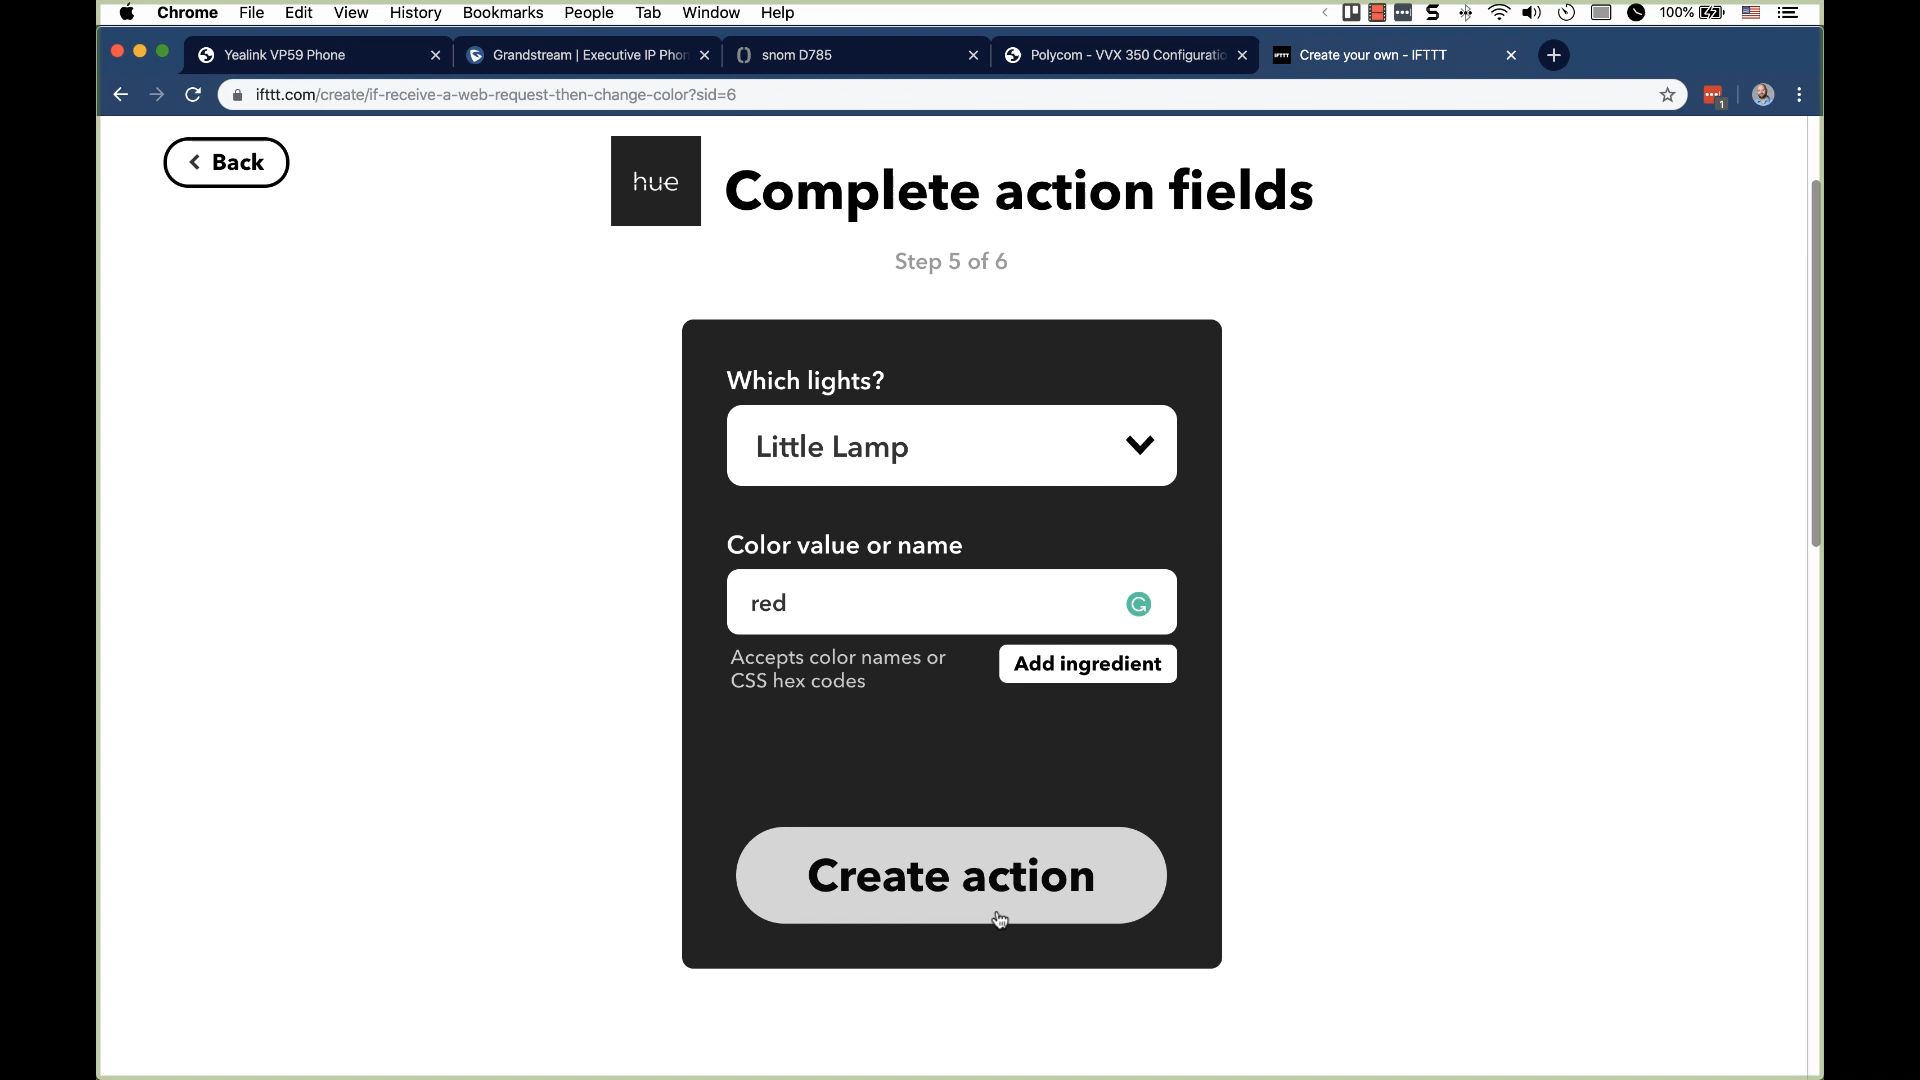 Chrome File Edit View History Bookmarks People Tab Window Help 100%
Yealink VP59 Phone Grandstream | Executive IP Phon snom D785 Polycom - VVX 350 Configuratio IFTTT Create your own - IFTTT
ifttt.com/create/if-receive-a-web-request-then-change-color?sid=6 1
Back
hue Complete action fields
Step 5 of 6
Which lights?
Little Lamp
Color value or name
red
Accepts color names or
CSS hex codes
Add ingredient
Create action